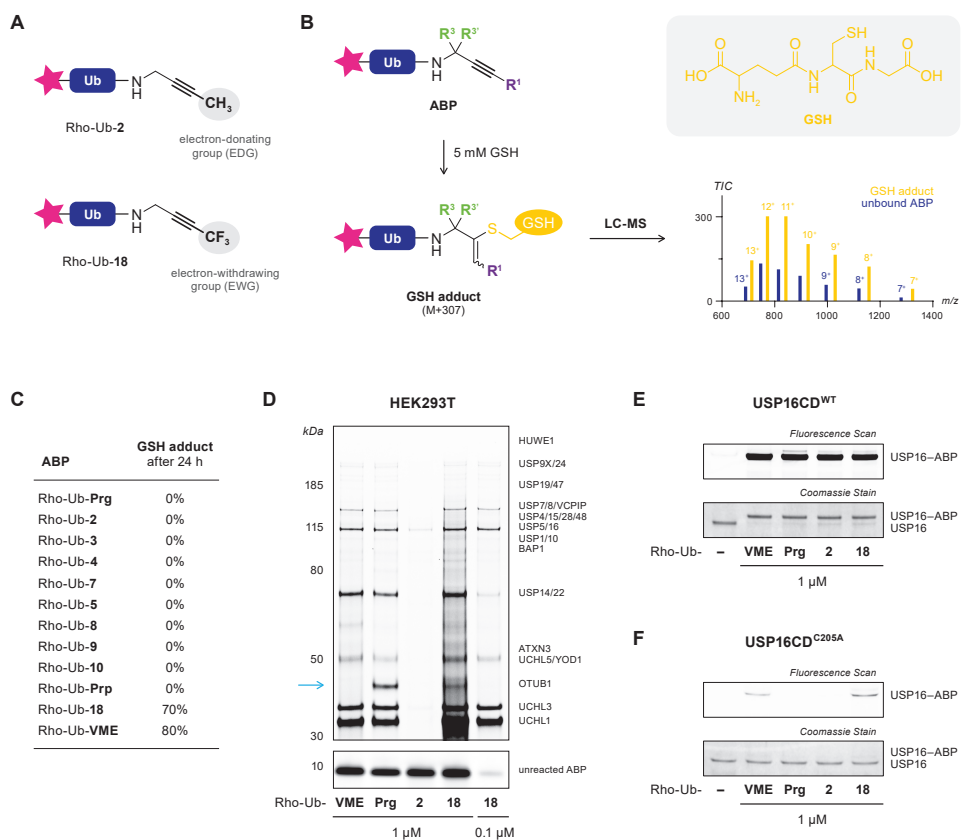 A
Ub
N
H
CH3
Rho-Ub-2
electron-donating
group (EDG)
Ub
N
H
CF3
Rho-Ub-18
electron-withdrawing
group (EWG)
B
R3 R3'
Ub
N
H
R1
ABP
5 mM GSH
R3 R3'
Ub
N
H
S
GSH
R1
GSH adduct
(M+307)
LC-MS
SH
O
O
HO
N
H
H
N
OH
NH2
O
O
GSH
TIC
GSH adduct
unbound ABP
300
0
13+
12+
11+
10+
9+
8+
7+
13+
9+
8+
7+
600
800
1000
1200
1400
m/z
C
ABP
GSH adduct
after 24 h
Rho-Ub-Prg 0%
Rho-Ub-2 0%
Rho-Ub-3 0%
Rho-Ub-4 0%
Rho-Ub-7 0%
Rho-Ub-5 0%
Rho-Ub-8 0%
Rho-Ub-9 0%
Rho-Ub-10 0%
Rho-Ub-Prp 0%
Rho-Ub-18 70%
Rho-Ub-VME 80%
D
HEK293T
kDa
185
115
80
50
30
10
HUWE1
USP9X/24
USP19/47
USP7/8/VCPIP
USP4/15/28/48
USP5/16
USP1/10
BAP1
USP14/22
ATXN3
UCHL5/YOD1
OTUB1
UCHL3
UCHL1
unreacted ABP
Rho-Ub- VME Prg 2 18 18
1 µM 0.1 µM
E
USP16CDWT
Fluorescence Scan
USP16–ABP
Coomassie Stain
USP16–ABP
USP16
Rho-Ub- – VME Prg 2 18
1 µM
F
USP16CDC205A
Fluorescence Scan
USP16–ABP
Coomassie Stain
USP16–ABP
USP16
Rho-Ub- – VME Prg 2 18
1 µM